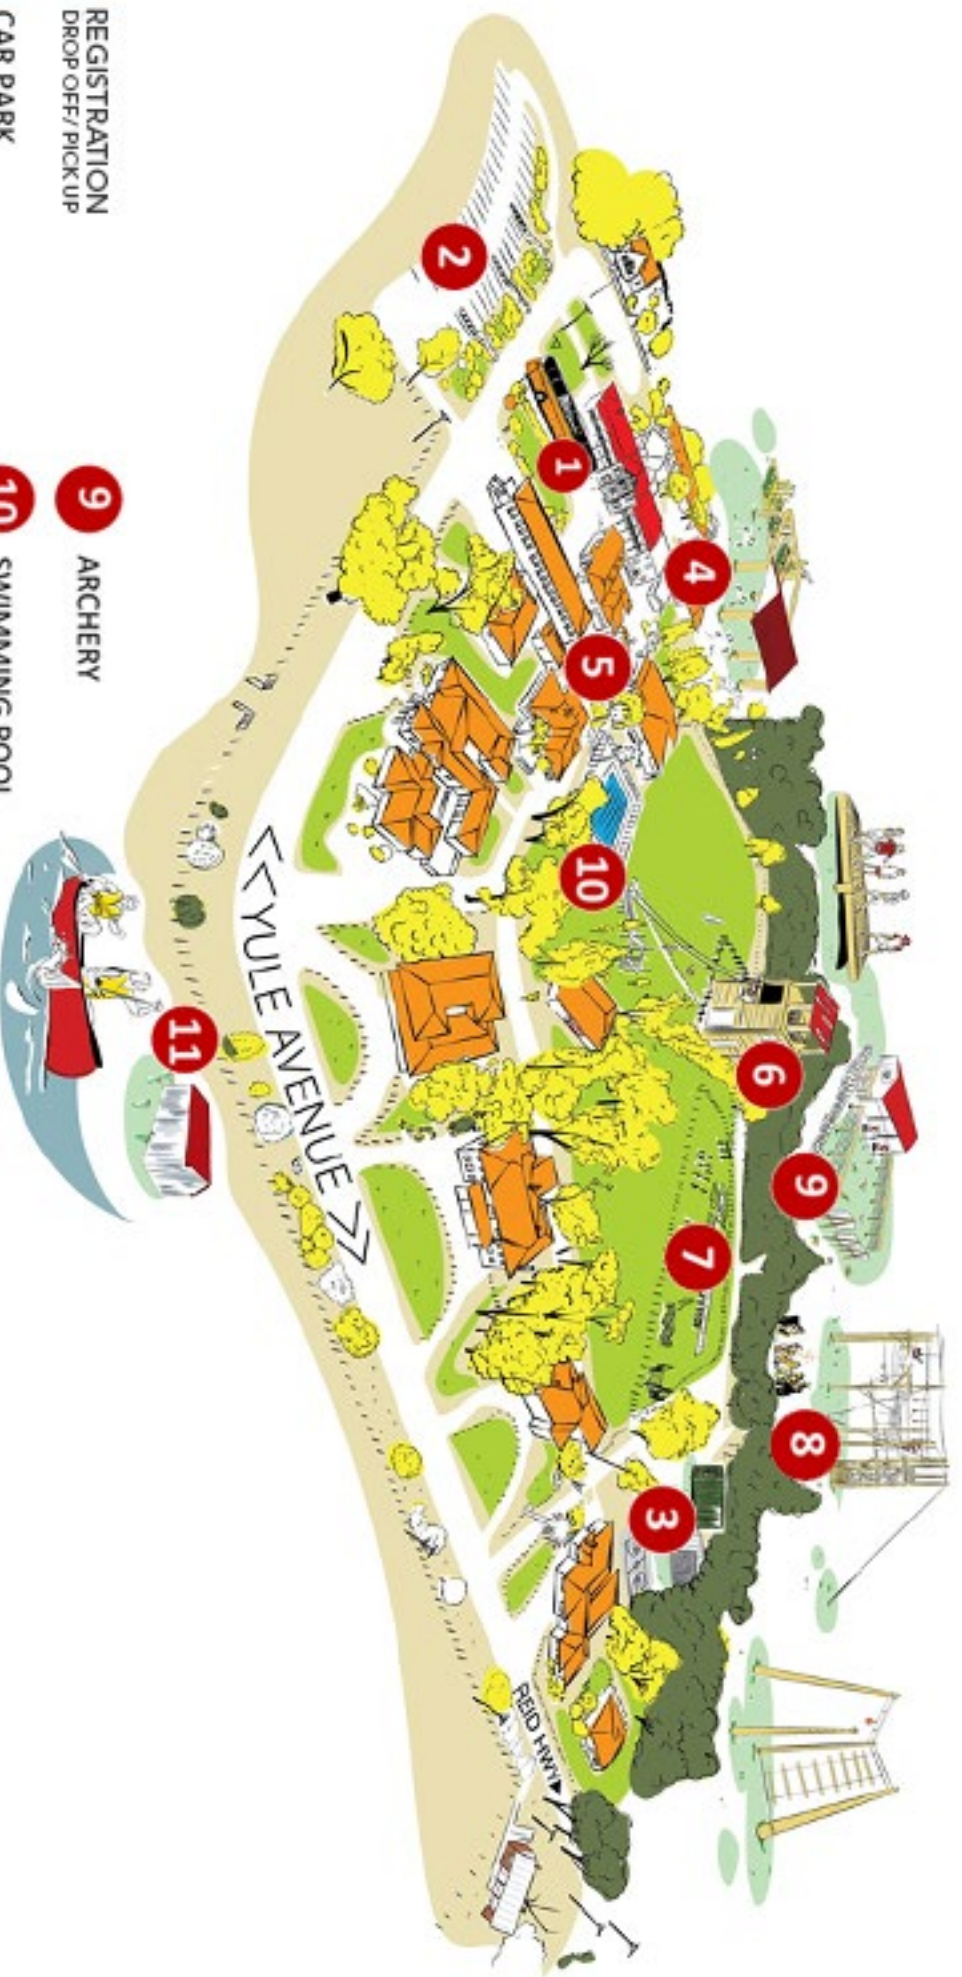 9
8
6
4
7
3
5
10
1
REID HWY
2
<< YULE AVENUE >>
11
REGISTRATION
DROP OFF/ PICK UP
9 ARCHERY
CAR PARK
10 SWIMMING POOL